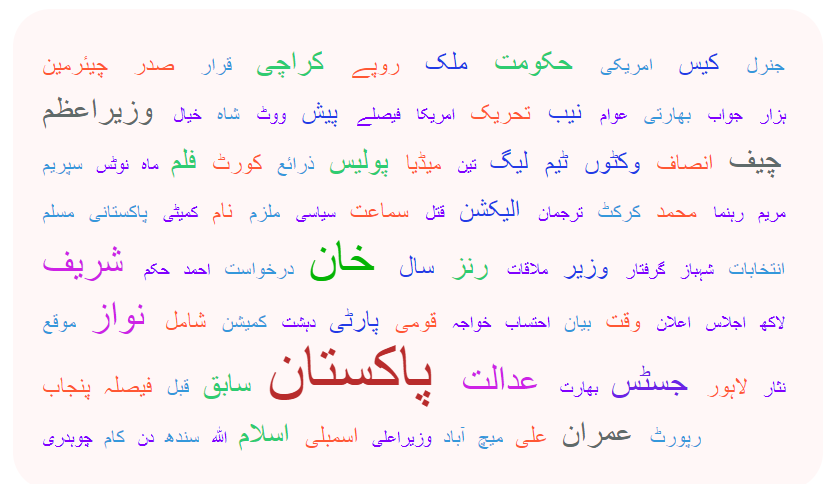 جنرل کیس امریکی حکومت ملک روپے کراچی قرار صدر چیئرمین
ہزار جواب بھارتی عوام نیب تحریک امریکا فیصلے پیش ووٹ شاہ خیال وزیراعظم
چیف انصاف وکٹوں ٹیم لیگ تین میڈیا پولیس ذرائع کورٹ فلم ماہ نوٹس سپریم
مریم رہنما محمد کرکٹ ترجمان الیکشن قتل سماعت سیاسی ملزم نام کمیٹی پاکستانی مسلم
انتخابات شہباز گرفتار وزیر ملاقات رنز سال خان درخواست احمد حکم شریف
لاکھ اجلاس اعلان وقت بیان احتساب خواجہ قومی پارٹی دہشت کمیشن شامل نواز موقع
نثار لاہور جسٹس بھارت عدالت پاکستان سابق قبل فیصلہ پنجاب
رپورٹ عمران علی میچ آباد وزیراعلی اسمبلی اسلام اللہ سندھ دن کام چوہدری